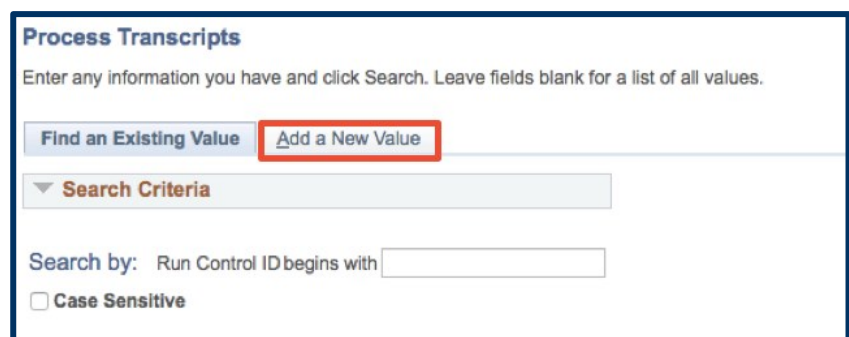 Process Transcripts
Enter any information you have and click Search. Leave fields blank for a list of all values.
Find an Existing Value Add a New Value
Search Criteria
Search by: Run Control ID begins with
Case Sensitive